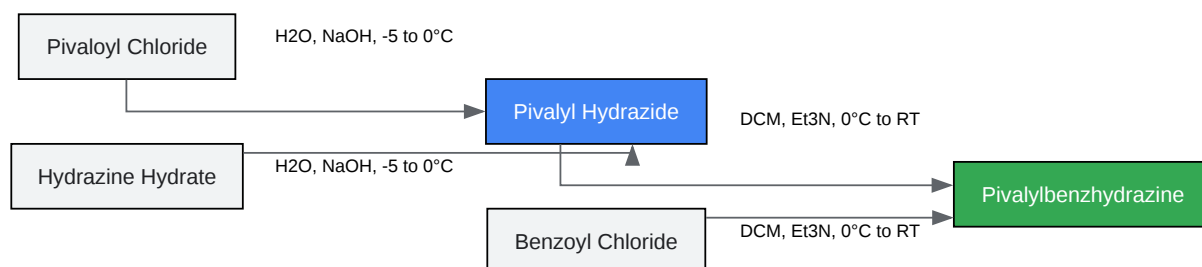 Pivaloyl Chloride
H2O, NaOH, -5 to 0°C
Pivalyl Hydrazide
DCM, Et3N, 0°C to RT
Hydrazine Hydrate
H2O, NaOH, -5 to 0°C
Pivalylbenzhydrazine
Benzoyl Chloride
DCM, Et3N, 0°C to RT